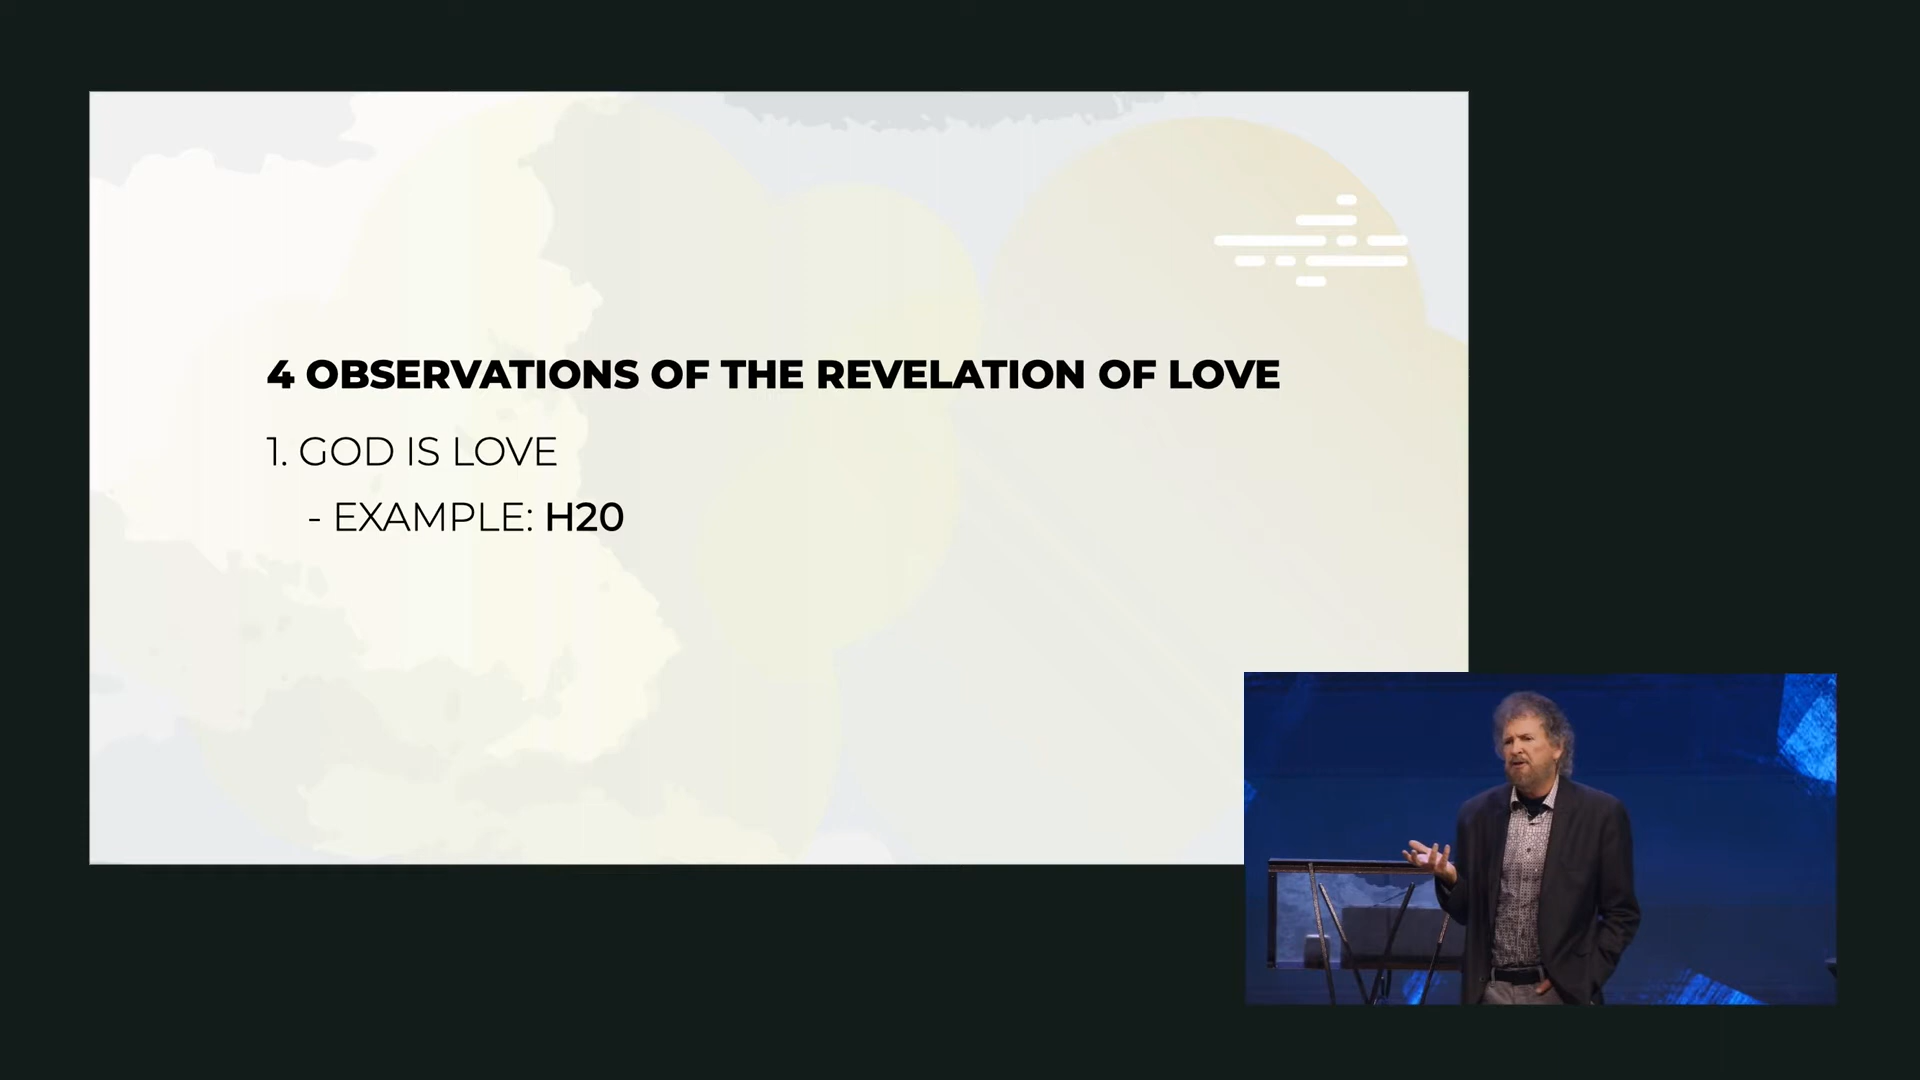 4 OBSERVATIONS OF THE REVELATION OF LOVE
1. GOD IS LOVE
- EXAMPLE: H20